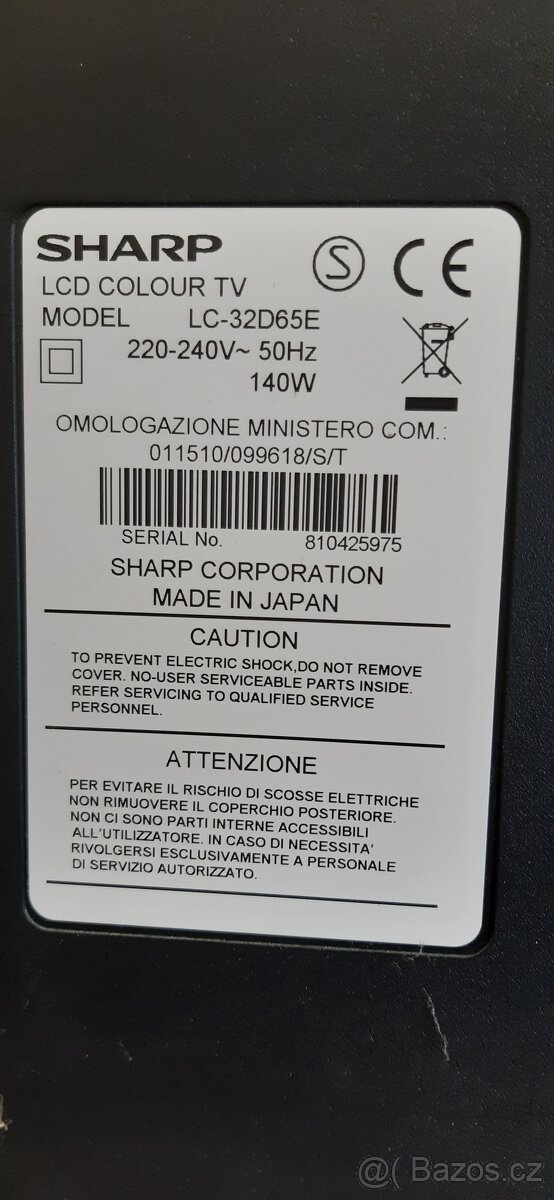 SHARP
LCD COLOUR TV
MODEL LC-32D65E
220-240V~ 50Hz
140W
S
CE
OMOLOGAZIONE MINISTERO COM.:
011510/099618/S/T
SERIAL No. 810425975
SHARP CORPORATION
MADE IN JAPAN
CAUTION
TO PREVENT ELECTRIC SHOCK,DO NOT REMOVE
COVER. NO-USER SERVICEABLE PARTS INSIDE.
REFER SERVICING TO QUALIFIED SERVICE
PERSONNEL.
ATTENZIONE
PER EVITARE IL RISCHIO DI SCOSSE ELETTRICHE
NON RIMUOVERE IL COPERCHIO POSTERIORE.
NON CI SONO PARTI INTERNE ACCESSIBILI
ALL'UTILIZZATORE. IN CASO DI NECESSITA'
RIVOLGERSI ESCLUSIVAMENTE A PERSONALE
DI SERVIZIO AUTORIZZATO.
@( Bazos.cz